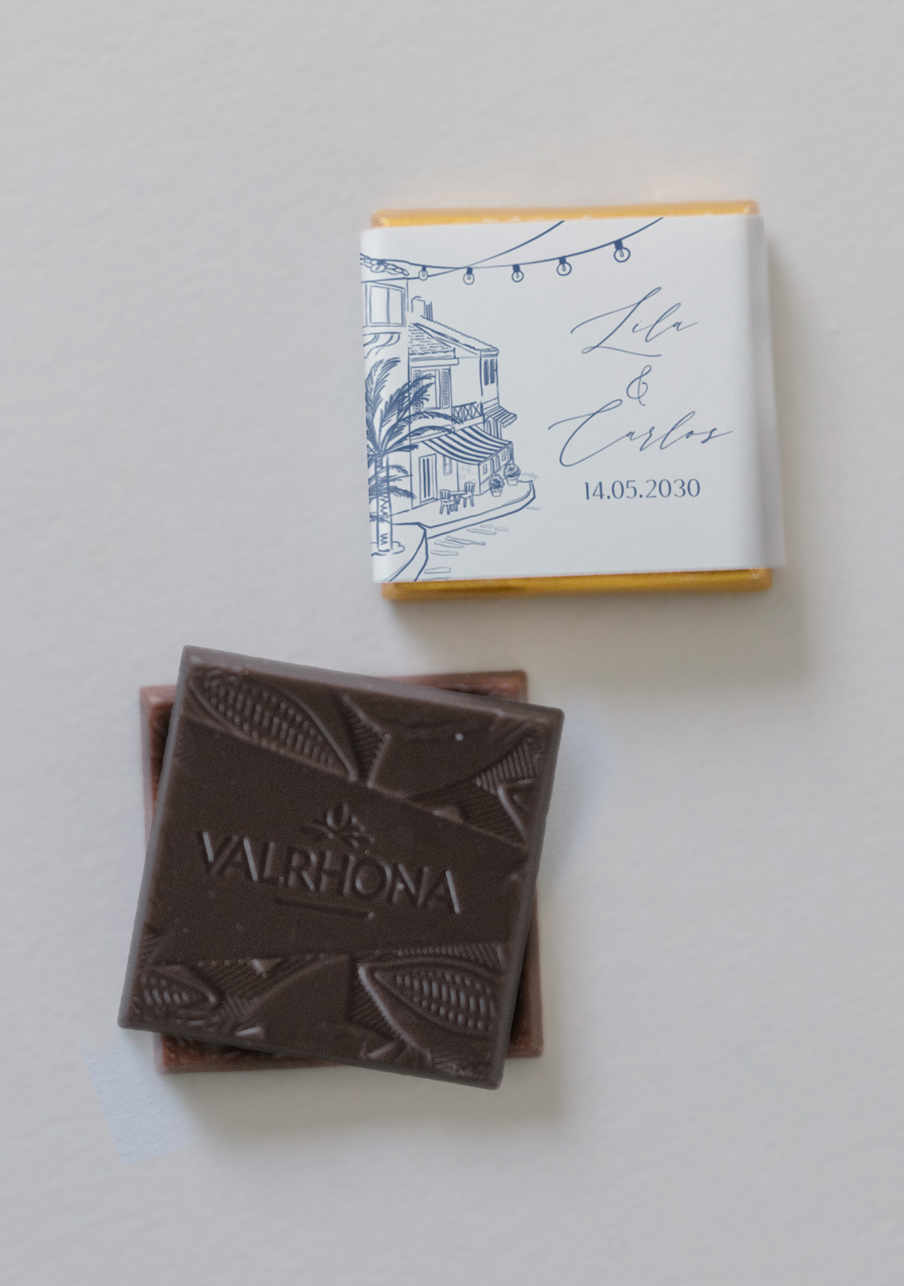 Lila
&
Carlos
14.05.2030
VALRHONA